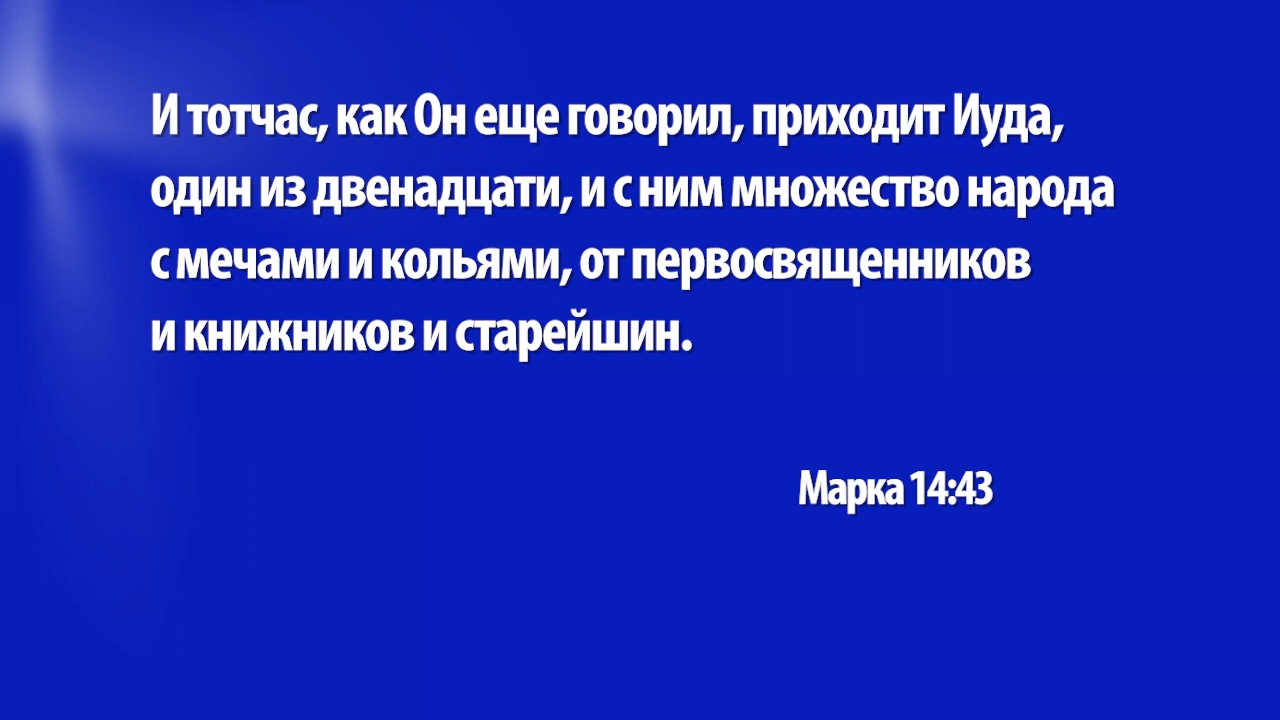 И тотчас, как Он еще говорил, приходит Иуда,
один из двенадцати, и с ним множество народа
с мечами и кольями, от первосвященников
и книжников и старейшин.
Марка 14:43